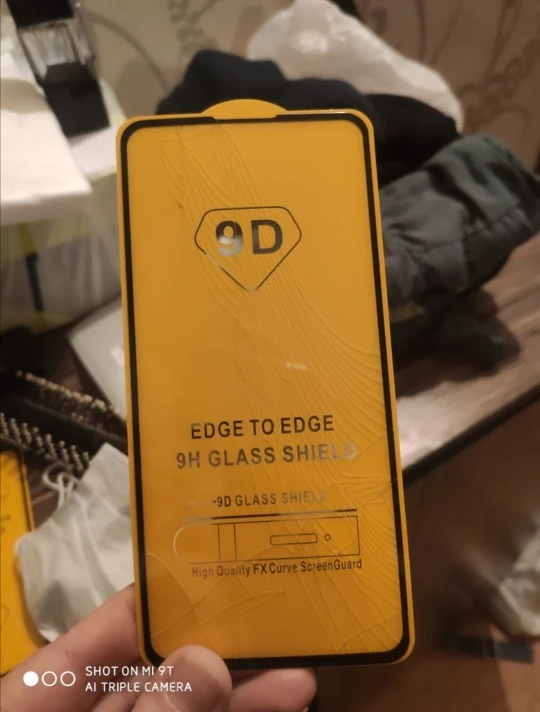 9D
EDGE TO EDGE
9H GLASS SHIELD
-9D GLASS SHIELD
High Quality FX Curve ScreenGuard
SHOT ON MI 9T
AI TRIPLE CAMERA